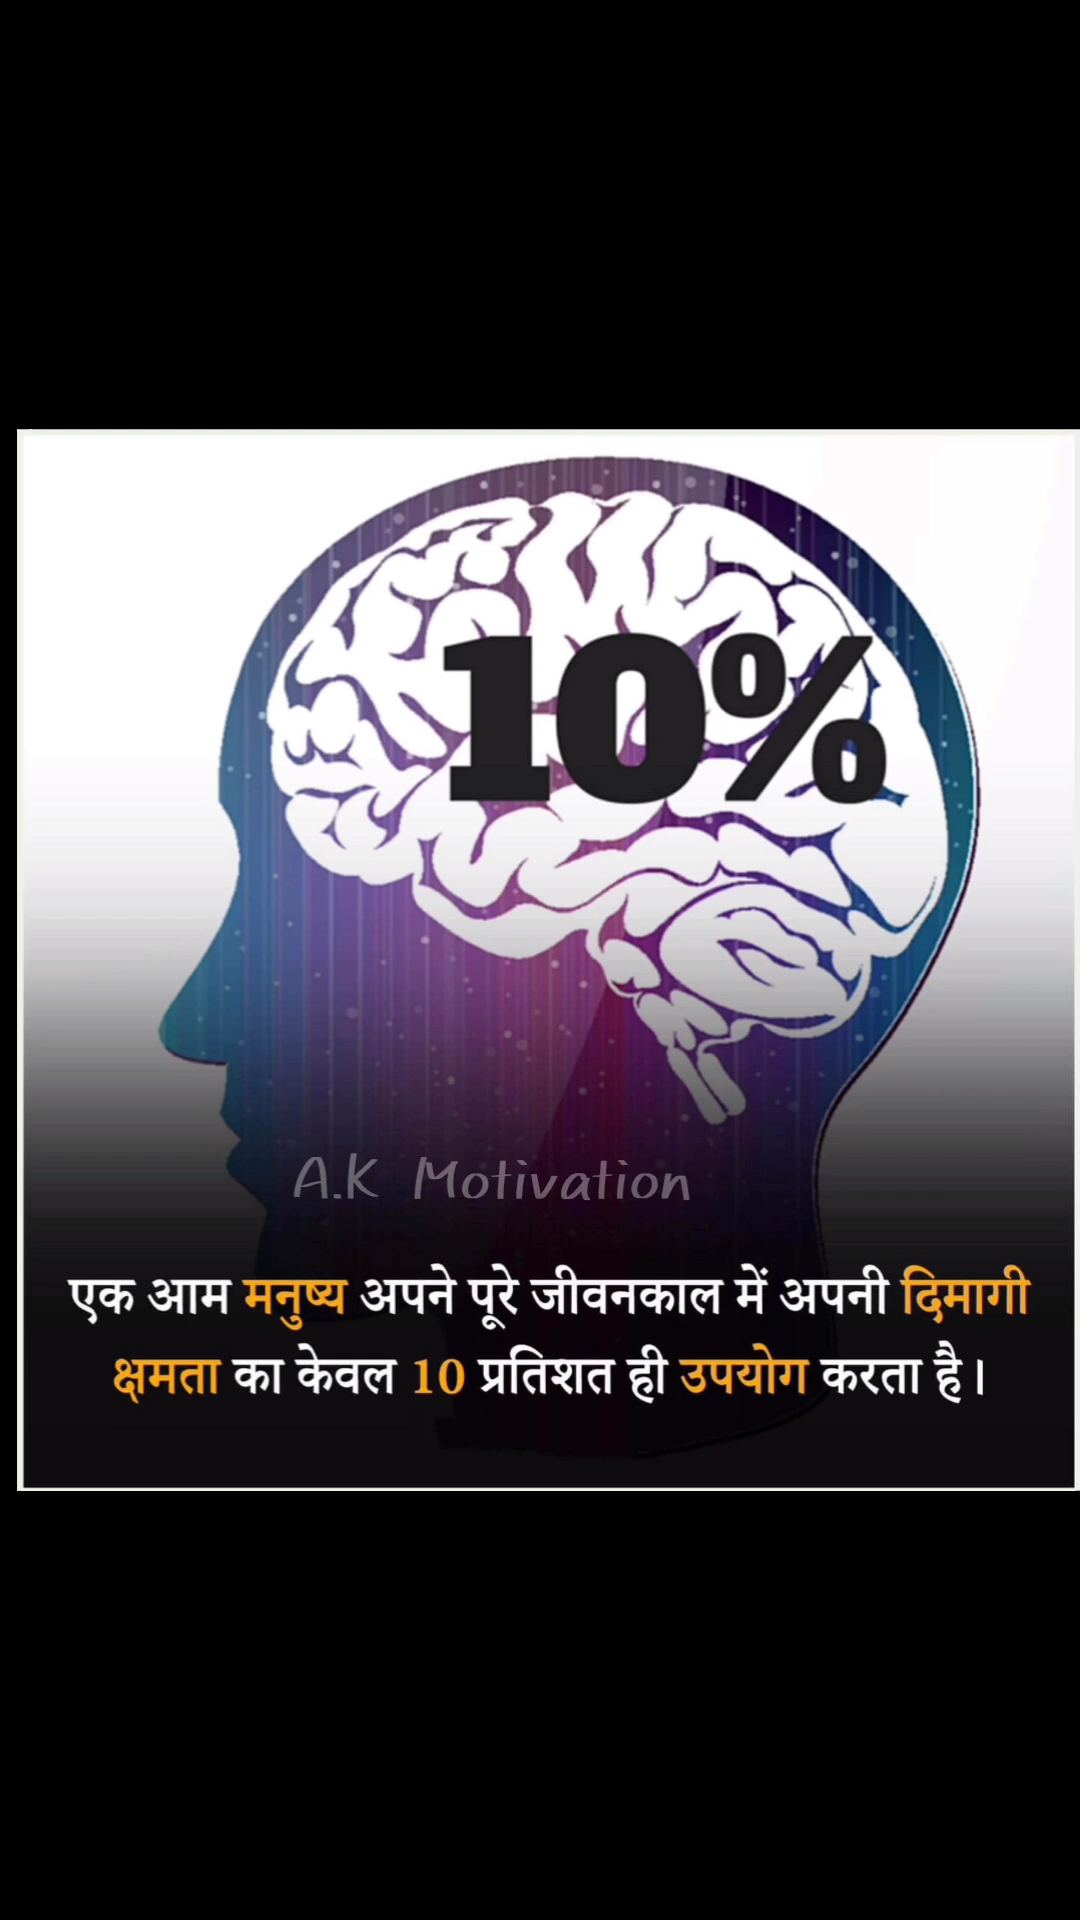 10%
A.K Motivation
एक आम मनुष्य अपने पूरे जीवनकाल में अपनी दिमागी
क्षमता का केवल 10 प्रतिशत ही उपयोग करता है।